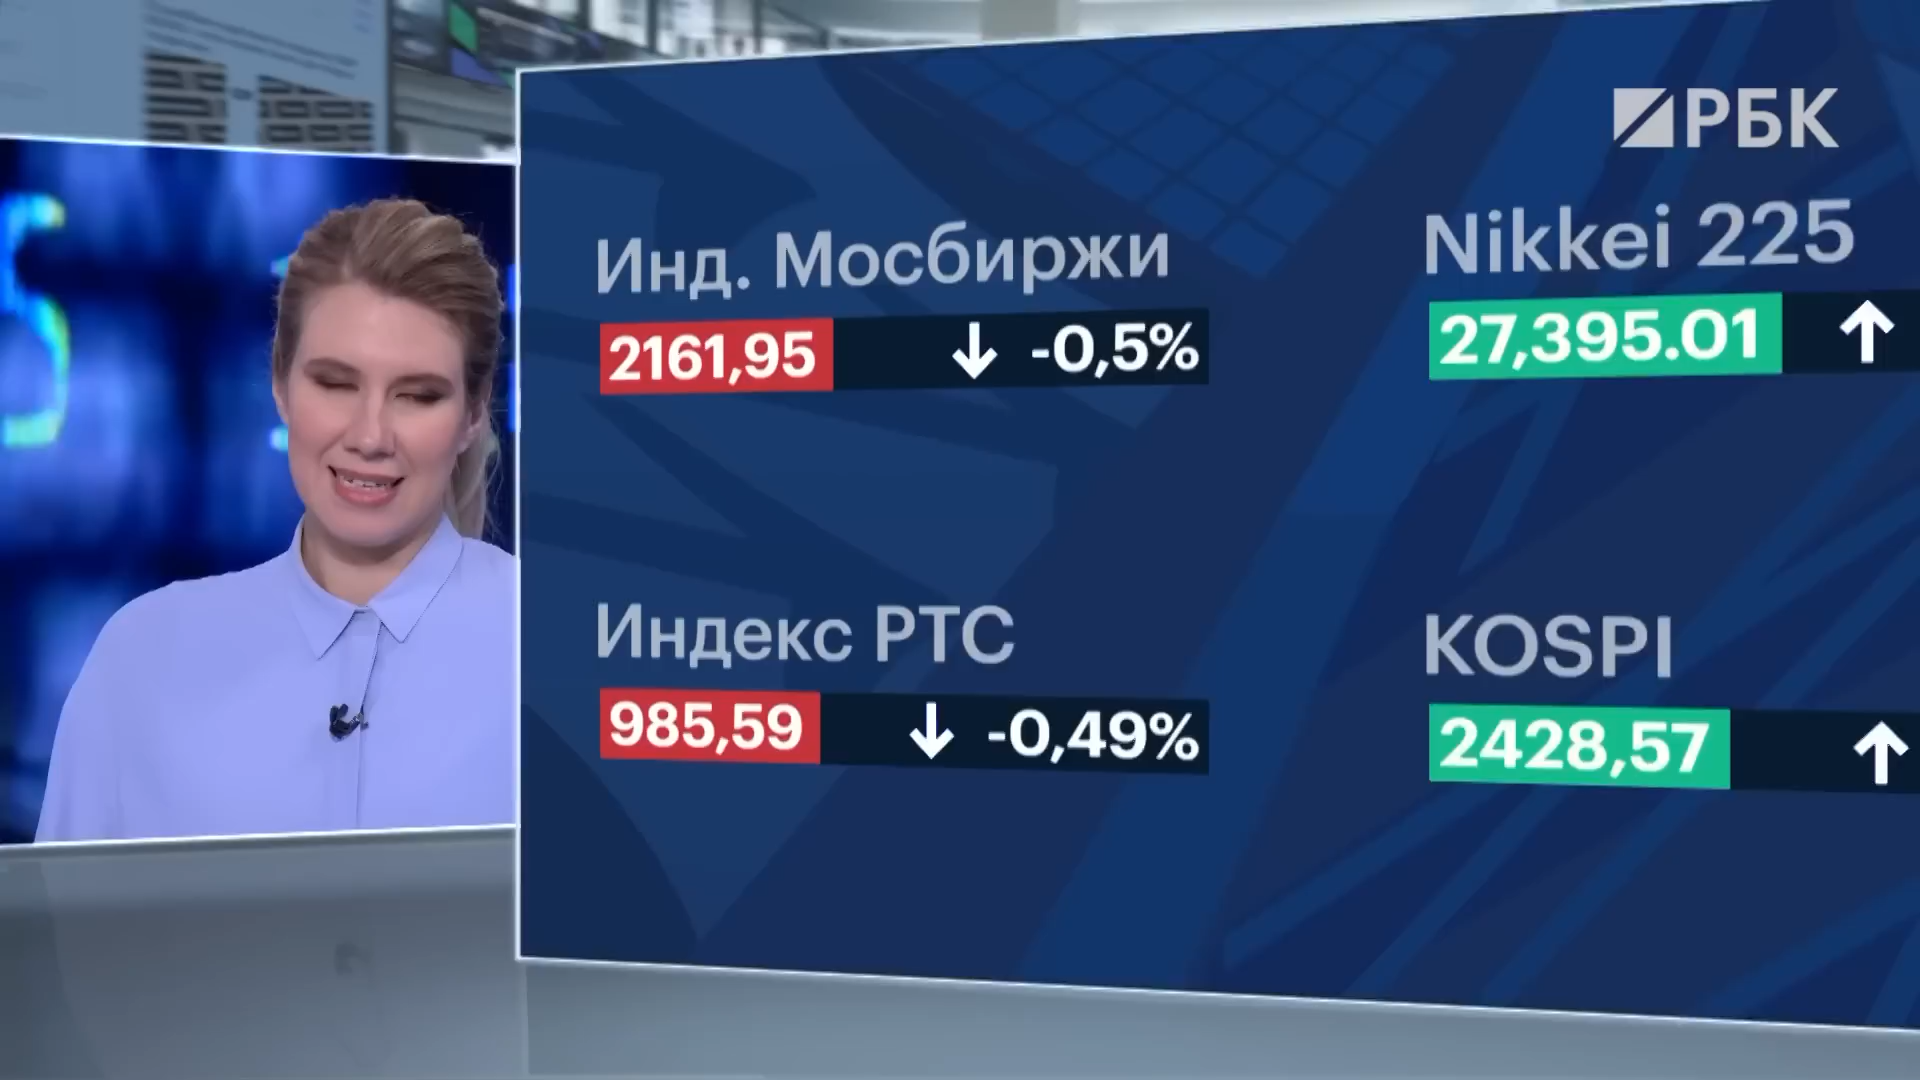 РБК
Инд. Мосбиржи
2161,95 ↓ -0,5%
Nikkei 225
27,395.01 ↑
Индекс РТС
985,59 ↓ -0,49%
KOSPI
2428,57 ↑